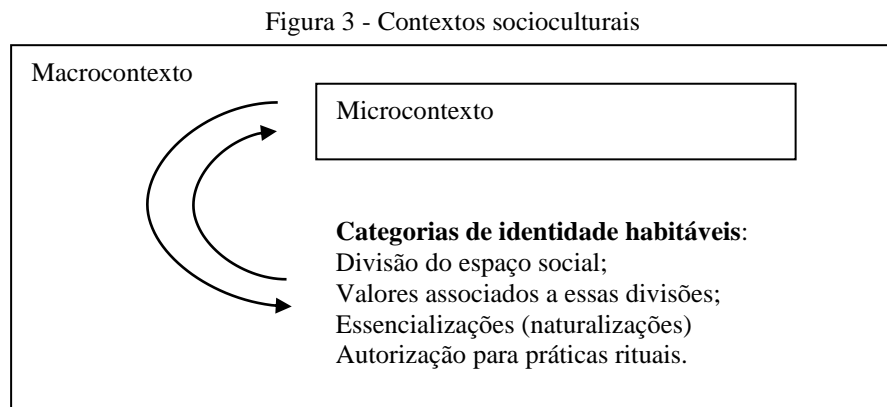 Figura 3 - Contextos socioculturais
Macrocontexto
Microcontexto
Categorias de identidade habitáveis:
Divisão do espaço social;
Valores associados a essas divisões;
Essencializações (naturalizações)
Autorização para práticas rituais.